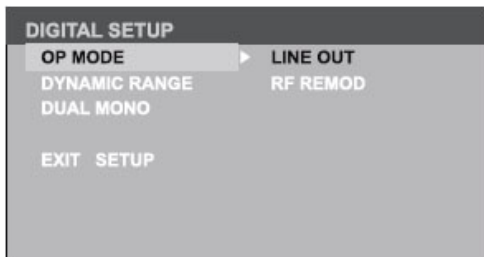 DIGITAL SETUP
OP MODE LINE OUT
DYNAMIC RANGE RF REMOD
DUAL MONO
EXIT SETUP